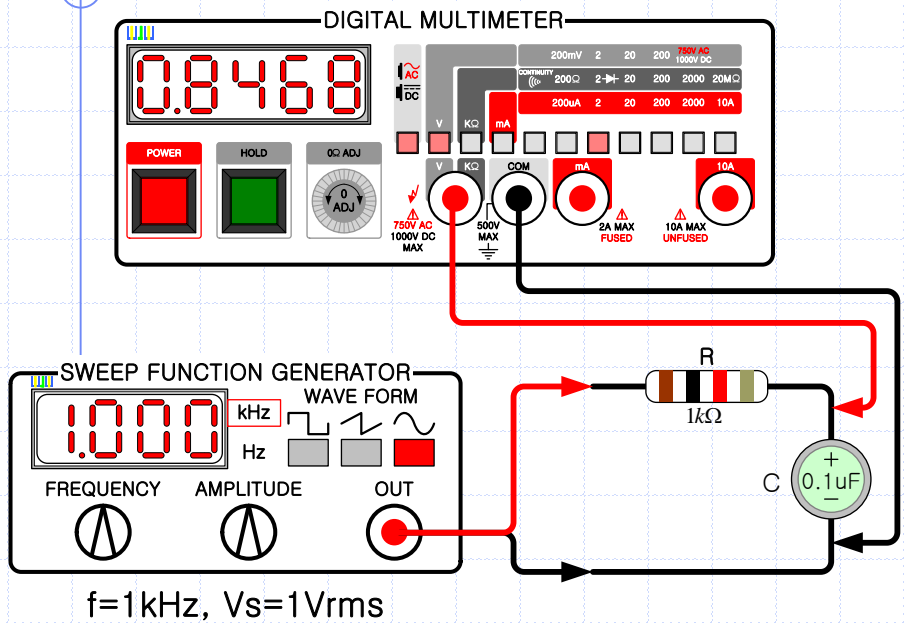 DIGITAL MULTIMETER
0.8468
AC
DC
200mV 2 20 200 750V AC
1000V DC
CONTINUITY
200Ω 2 20 200 2000 20MΩ
200uA 2 20 200 2000 10A
V KΩ mA
POWER HOLD 0Ω ADJ
0
ADJ
V KΩ COM mA 10A
750V AC
1000V DC
MAX
500V
MAX
2A MAX
FUSED
10A MAX
UNFUSED
SWEEP FUNCTION GENERATOR
1.000
kHz
Hz
WAVE FORM
FREQUENCY AMPLITUDE OUT
R
1kΩ
C
+
0.1uF
−
f=1kHz, Vs=1Vrms